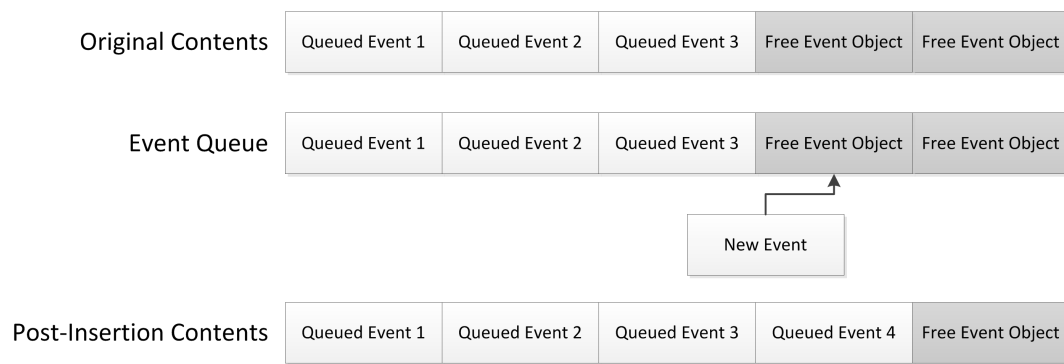 Original Contents Queued Event 1 Queued Event 2 Queued Event 3 Free Event Object Free Event Object
Event Queue Queued Event 1 Queued Event 2 Queued Event 3 Free Event Object Free Event Object
New Event
Post-Insertion Contents Queued Event 1 Queued Event 2 Queued Event 3 Queued Event 4 Free Event Object